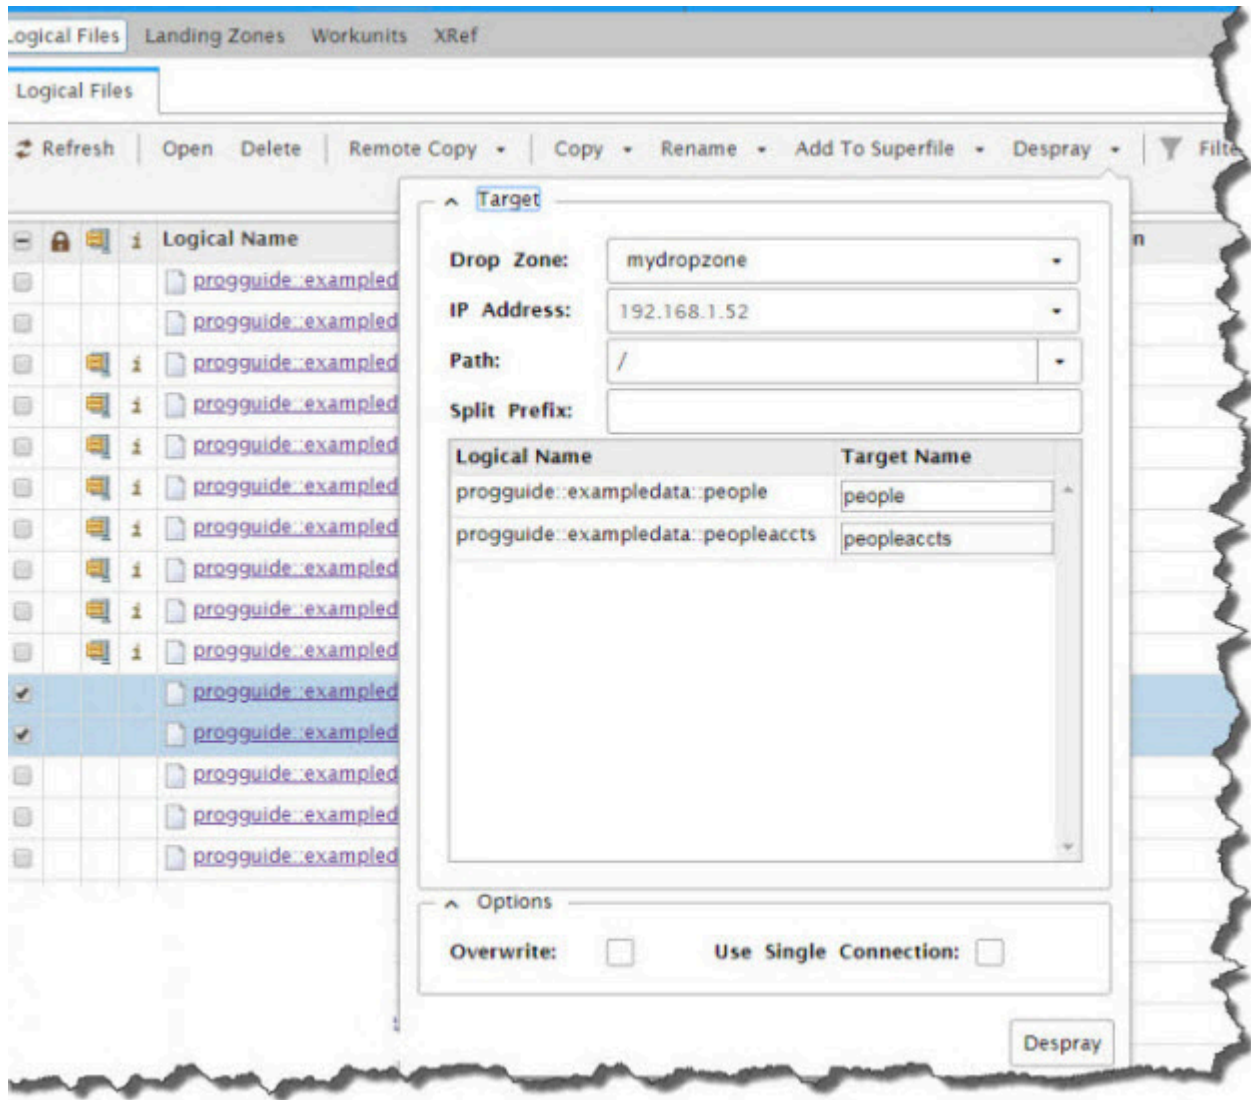 Logical Files Landing Zones Workunits XRef
Logical Files
Refresh Open Delete Remote Copy Copy Rename Add To Superfile Despray Filte
Target
i Logical Name n
Drop Zone: mydropzone
progguide::exampled
IP Address: 192.168.1.52
progguide::exampled
Path: /
i progguide::exampled
Split Prefix:
i progguide::exampled
i progguide::exampled
Logical Name Target Name
i progguide::exampled
progguide::exampledata::people people
i progguide::exampled
progguide::exampledata::peopleaccts peopleaccts
i progguide::exampled
i progguide::exampled
i progguide::exampled
progguide::exampled
progguide::exampled
progguide::exampled
progguide::exampled
progguide::exampled
Options
Overwrite: Use Single Connection:
Despray